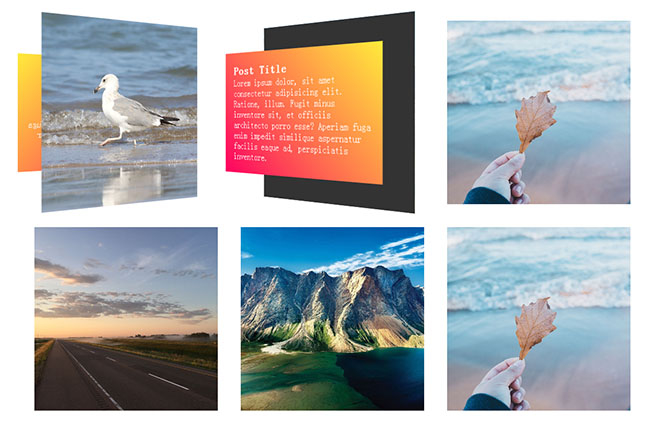 Post Title
Lorem ipsum dolor, sit amet
consectetur adipisicing elit.
Ratione, illum. Fugit minus
inventore sit, et officiis
architecto porro esse? Aperiam fuga
enim impedit similique aspernatur
facilis eaque ad, perspiciatis
inventore.